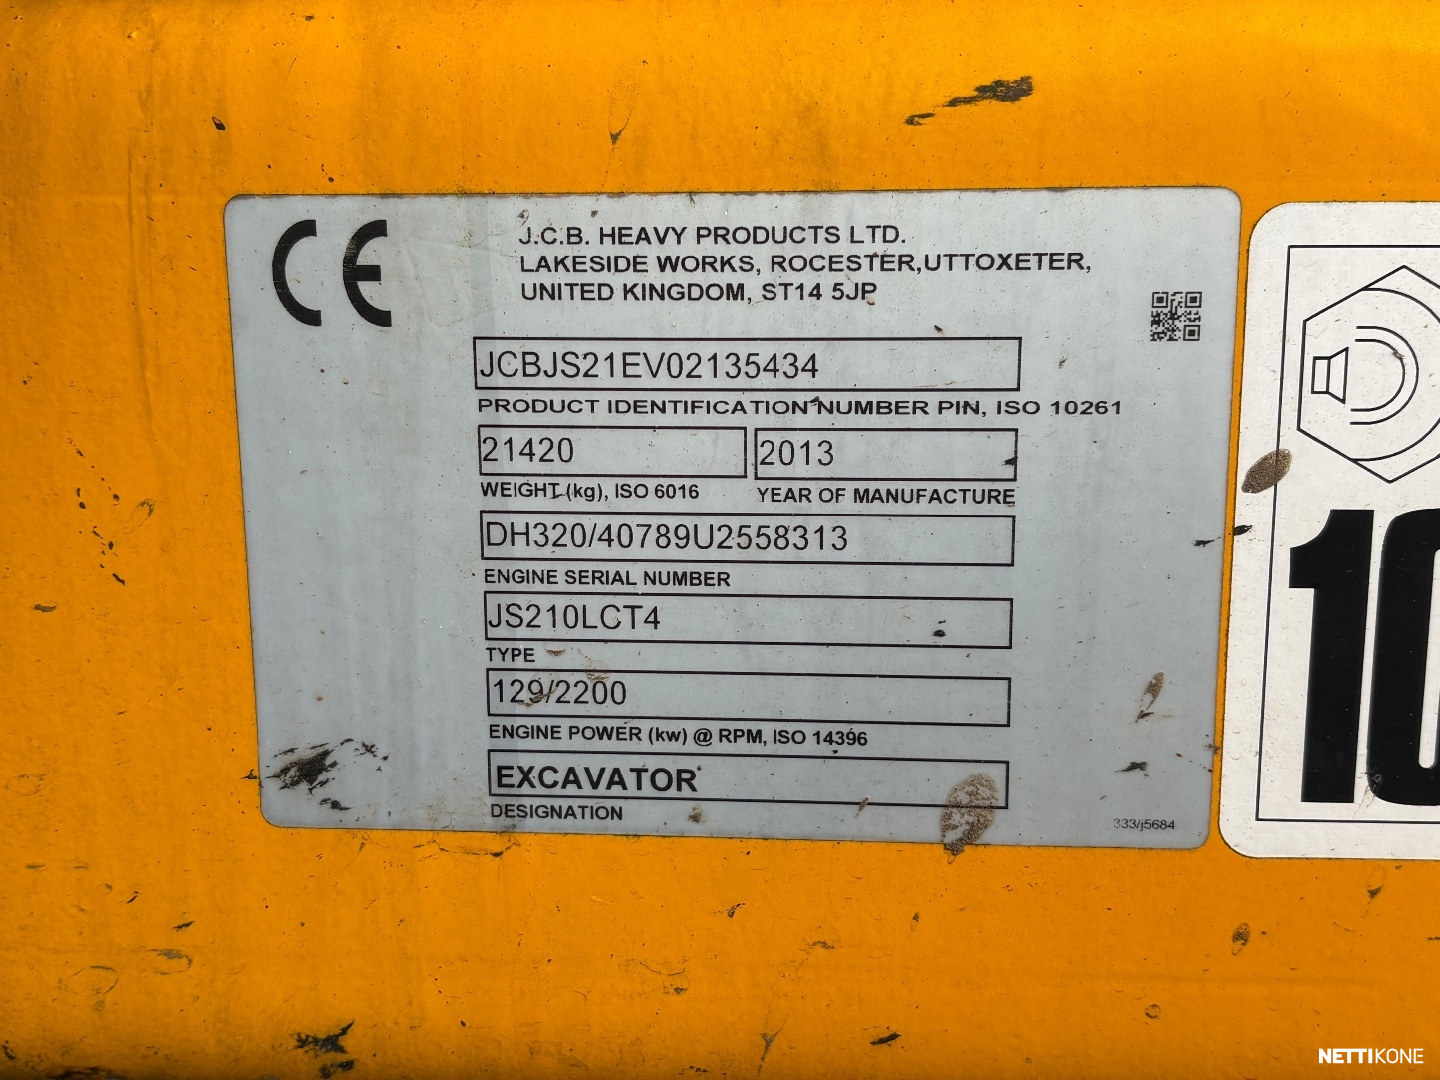 CE
J.C.B. HEAVY PRODUCTS LTD.
LAKESIDE WORKS, ROCESTER,UTTOXETER,
UNITED KINGDOM, ST14 5JP
JCBJS21EV02135434
PRODUCT IDENTIFICATION NUMBER PIN, ISO 10261
21420
2013
WEIGHT (kg), ISO 6016
YEAR OF MANUFACTURE
DH320/40789U2558313
ENGINE SERIAL NUMBER
JS210LCT4
TYPE
129/2200
ENGINE POWER (kw) @ RPM, ISO 14396
EXCAVATOR
DESIGNATION
333/j5684
10
NETTIKONE